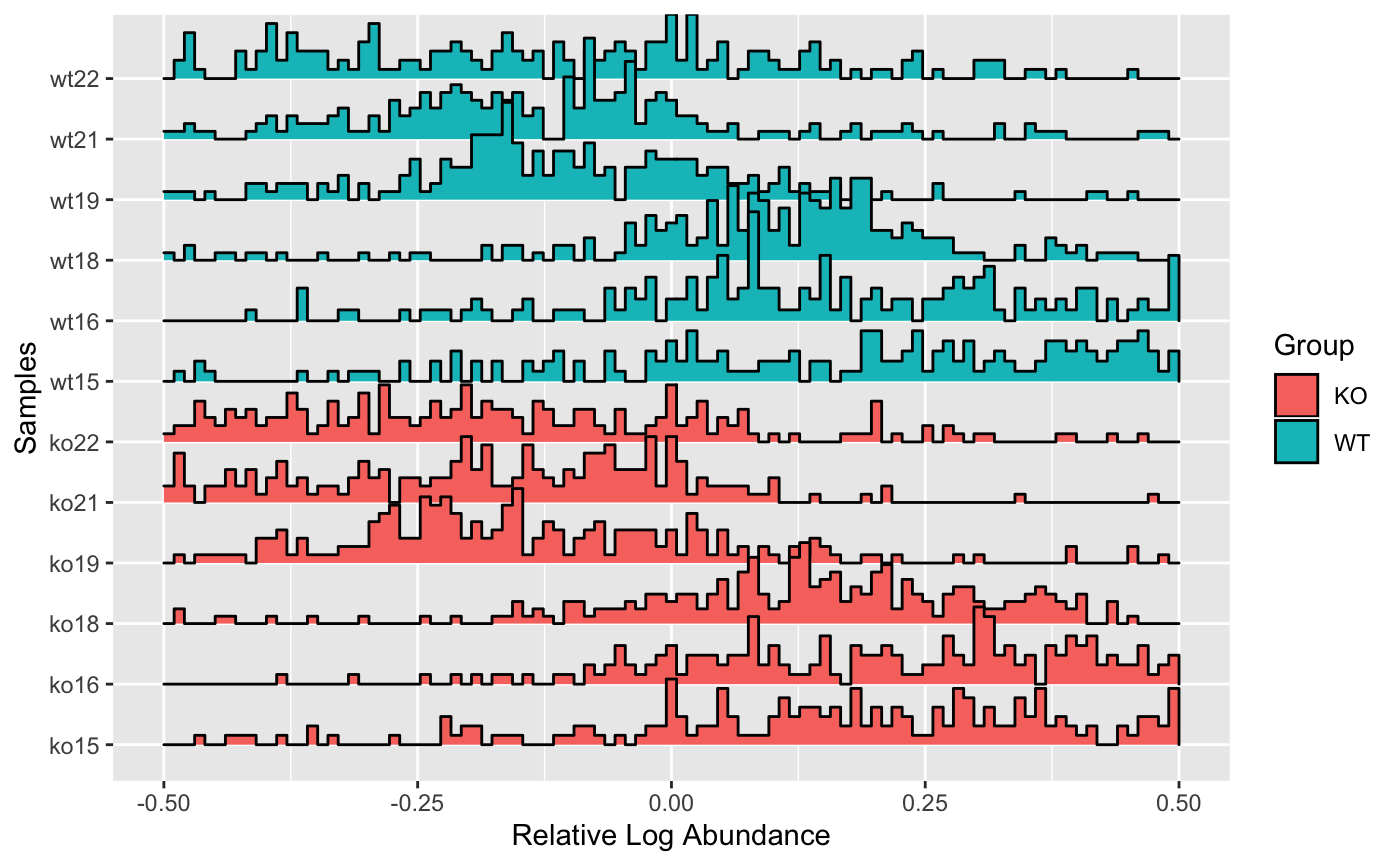 Samples
wt22
wt21
wt19
wt18
wt16
wt15
ko22
ko21
ko19
ko18
ko16
ko15
-0.50 -0.25 0.00 0.25 0.50
Relative Log Abundance
Group
KO
WT